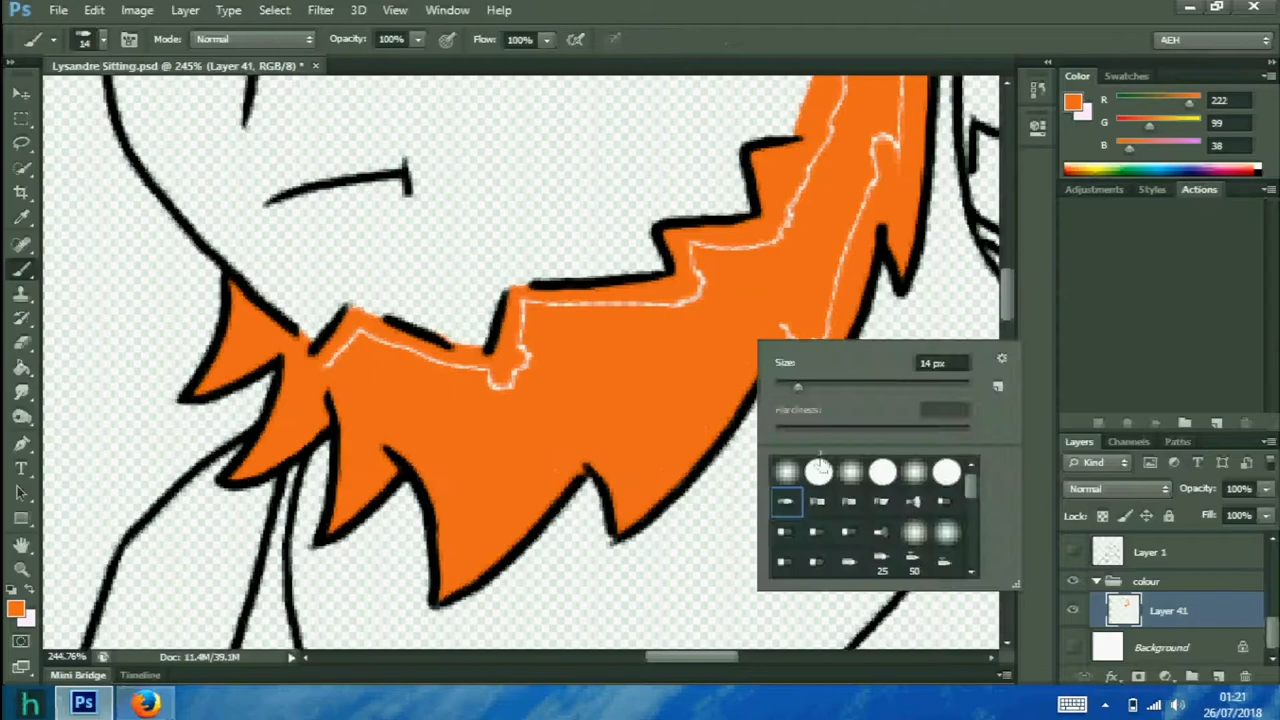 Ps File Edit Image Layer Type Select Filter 3D View Window Help
14 Mode: Normal Opacity: 100% Flow: 100% AEH
Lysandre Sitting.psd @ 245% (Layer 41, RGB/8) * ×
Color Swatches
R 222
G 99
B 38
Adjustments Styles Actions
Size: 14 px
Hardness:
25 50
Layers Channels Paths
Kind
Normal Opacity: 100%
Lock: Fill: 100%
Layer 1
colour
Layer 41
Background
T
244.76% Doc: 11.4M/39.1M
Mini Bridge Timeline
h Ps 01:21
26/07/2018